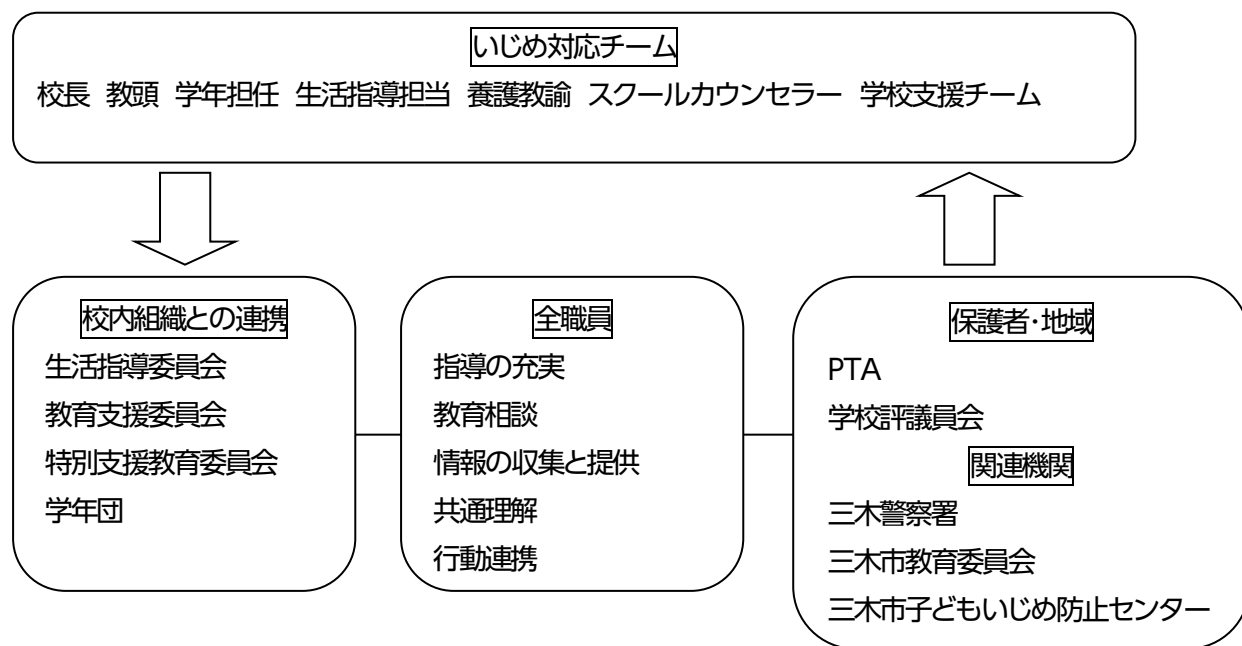 いじめ対応チーム
校長 教頭 学年担任 生活指導担当 養護教諭 スクールカウンセラー 学校支援チーム
校内組織との連携
生活指導委員会
教育支援委員会
特別支援教育委員会
学年団
全職員
指導の充実
教育相談
情報の収集と提供
共通理解
行動連携
保護者・地域
PTA
学校評議員会
関連機関
三木警察署
三木市教育委員会
三木市子どもいじめ防止センター